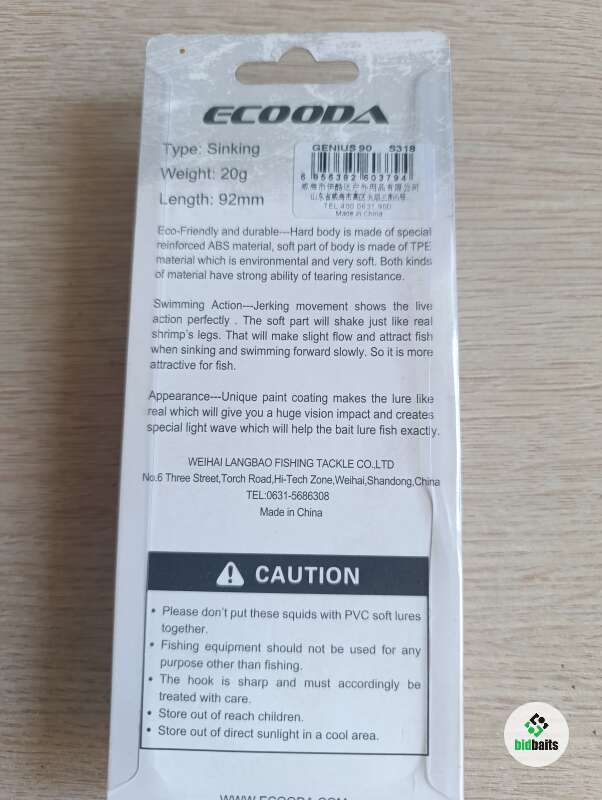 ECOODA
Type: Sinking
Weight: 20g
Length: 92mm
GENIUS 90 S318
6 956392 603794
Made in China
Eco-Friendly and durable---Hard body is made of special
reinforced ABS material, soft part of body is made of TPE
material which is environmental and very soft. Both kinds
of material have strong ability of tearing resistance.
Swimming Action---Jerking movement shows the live
action perfectly . The soft part will shake just like real
shrimp's legs. That will make slight flow and attract fish
when sinking and swimming forward slowly. So it is more
attractive for fish.
Appearance---Unique paint coating makes the lure like
real which will give you a huge vision impact and creates
special light wave which will help the bait lure fish exactly.
WEIHAI LANGBAO FISHING TACKLE CO.LTD
No.6 Three Street,Torch Road,Hi-Tech Zone,Weihai,Shandong,China
TEL:0631-5686308
Made in China
CAUTION
• Please don't put these squids with PVC soft lures
together.
• Fishing equipment should not be used for any
purpose other than fishing.
• The hook is sharp and must accordingly be
treated with care.
• Store out of reach children.
• Store out of direct sunlight in a cool area.
WWW.ECOODA.COM
bidbaits